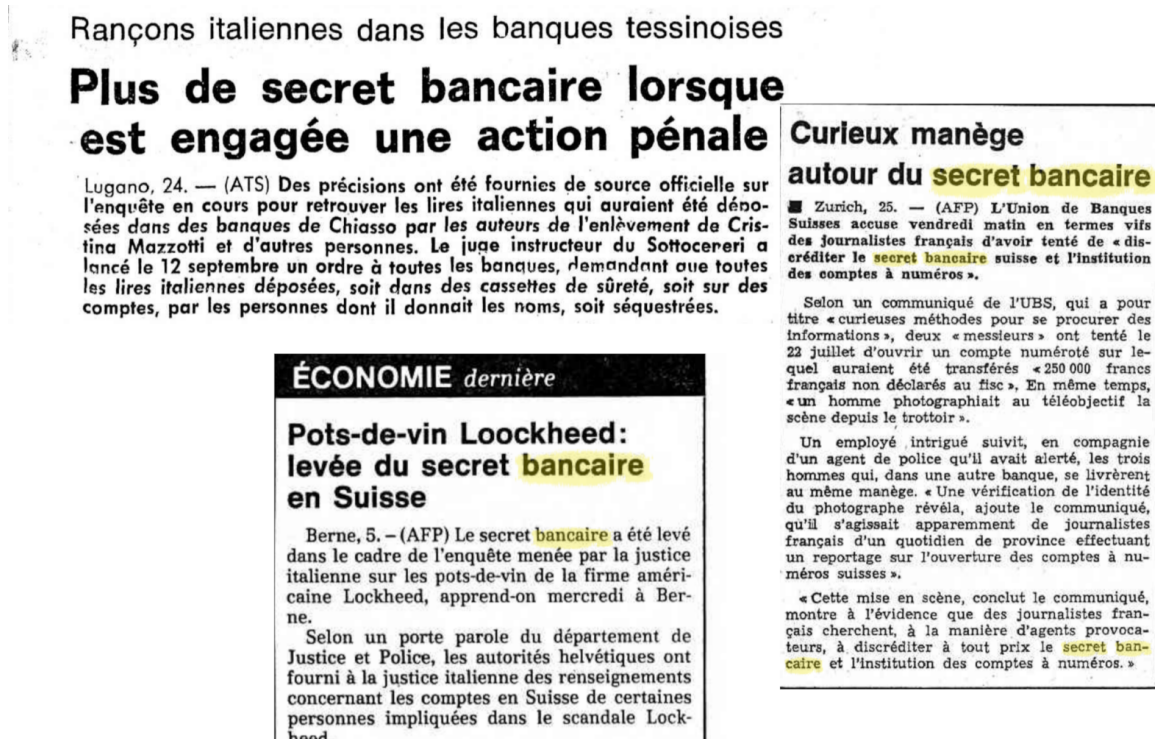 Rançons italiennes dans les banques tessinoises
Plus de secret bancaire lorsque
est engagée une action pénale
Lugano, 24. — (ATS) Des précisions ont été fournies de source officielle sur
l'enquête en cours pour retrouver les lires italiennes qui auraient été dépo-
sées dans des banques de Chiasso par les auteurs de l'enlèvement de Cris-
tina Mazzotti et d'autres personnes. Le juge instructeur du Sottoceneri a
lancé le 12 septembre un ordre à toutes les banques, demandant que toutes
les lires italiennes déposées, soit dans des cassettes de sûreté, soit sur des
comptes, par les personnes dont il donnait les noms, soit séquestrées.
ÉCONOMIE dernière
Pots-de-vin Loockheed:
levée du secret bancaire
en Suisse
Berne, 5. – (AFP) Le secret bancaire a été levé
dans le cadre de l'enquête menée par la justice
italienne sur les pots-de-vin de la firme améri-
caine Lockheed, apprend-on mercredi à Ber-
ne.
Selon un porte parole du département de
Justice et Police, les autorités helvétiques ont
fourni à la justice italienne des renseignements
concernant les comptes en Suisse de certaines
personnes impliquées dans le scandale Lock-
heed
Curieux manège
autour du secret bancaire
■ Zurich, 25. — (AFP) L'Union de Banques
Suisses accuse vendredi matin en termes vifs
des journalistes français d'avoir tenté de « dis-
créditer le secret bancaire suisse et l'institution
des comptes à numéros ».
Selon un communiqué de l'UBS, qui a pour
titre « curieuses méthodes pour se procurer des
informations », deux « messieurs » ont tenté le
22 juillet d'ouvrir un compte numéroté sur le-
quel auraient été transférés « 250 000 francs
français non déclarés au fisc ». En même temps,
« un homme photographiait au téléobjectif la
scène depuis le trottoir ».
Un employé intrigué suivit, en compagnie
d'un agent de police qu'il avait alerté, les trois
hommes qui, dans une autre banque, se livrèrent
au même manège. « Une vérification de l'identité
du photographe révéla, ajoute le communiqué,
qu'il s'agissait apparemment de journalistes
français d'un quotidien de province effectuant
un reportage sur l'ouverture des comptes à nu-
méros suisses ».
« Cette mise en scène, conclut le communiqué,
montre à l'évidence que des journalistes fran-
çais cherchent, à la manière d'agents provoca-
teurs, à discréditer à tout prix le secret ban-
caire et l'institution des comptes à numéros. »